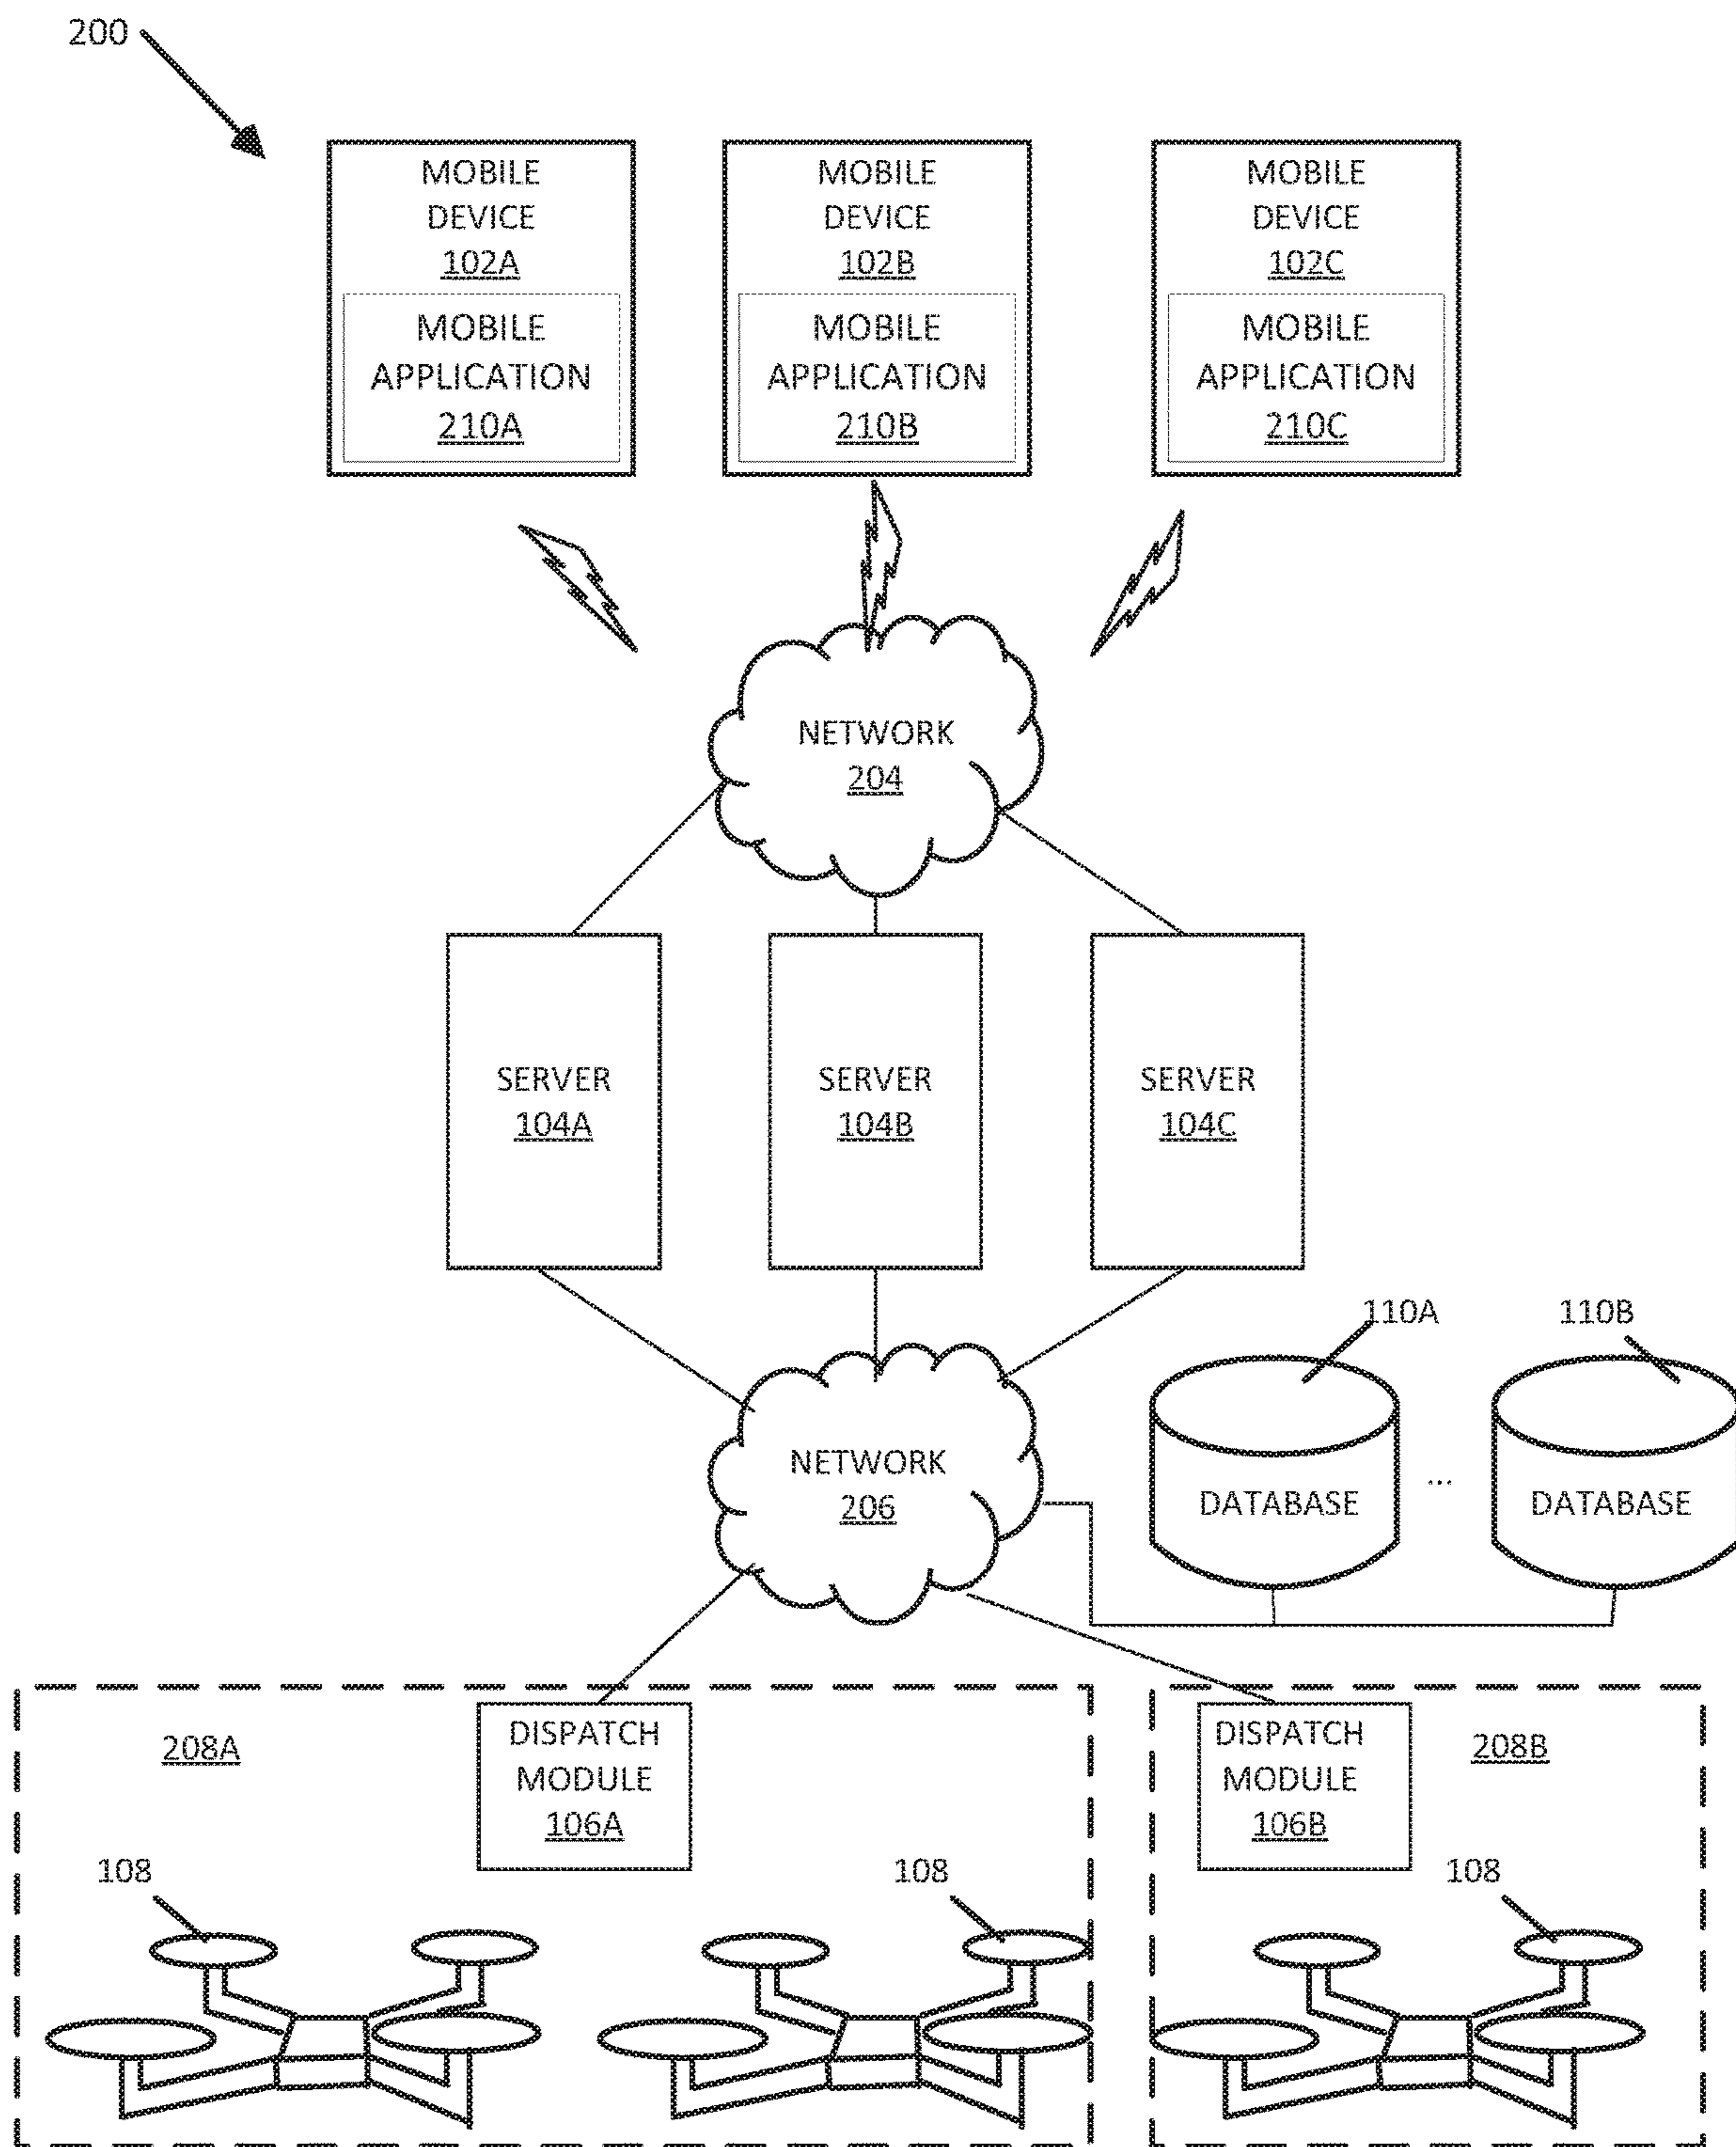 200
MOBILE
DEVICE
102A
MOBILE
APPLICATION
210A
MOBILE
DEVICE
102B
MOBILE
APPLICATION
210B
MOBILE
DEVICE
102C
MOBILE
APPLICATION
210C
NETWORK
204
SERVER
104A
SERVER
104B
SERVER
104C
110A
110B
NETWORK
206
DATABASE
...
DATABASE
208A
DISPATCH
MODULE
106A
DISPATCH
MODULE
106B
208B
108
108
108